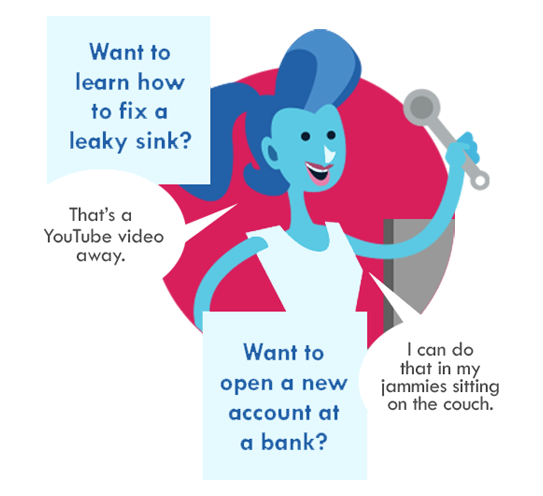 Want to
learn how
to fix a
leaky sink?
That's a
YouTube video
away.
Want to
open a new
account at
a bank?
I can do
that in my
jammies sitting
on the couch.